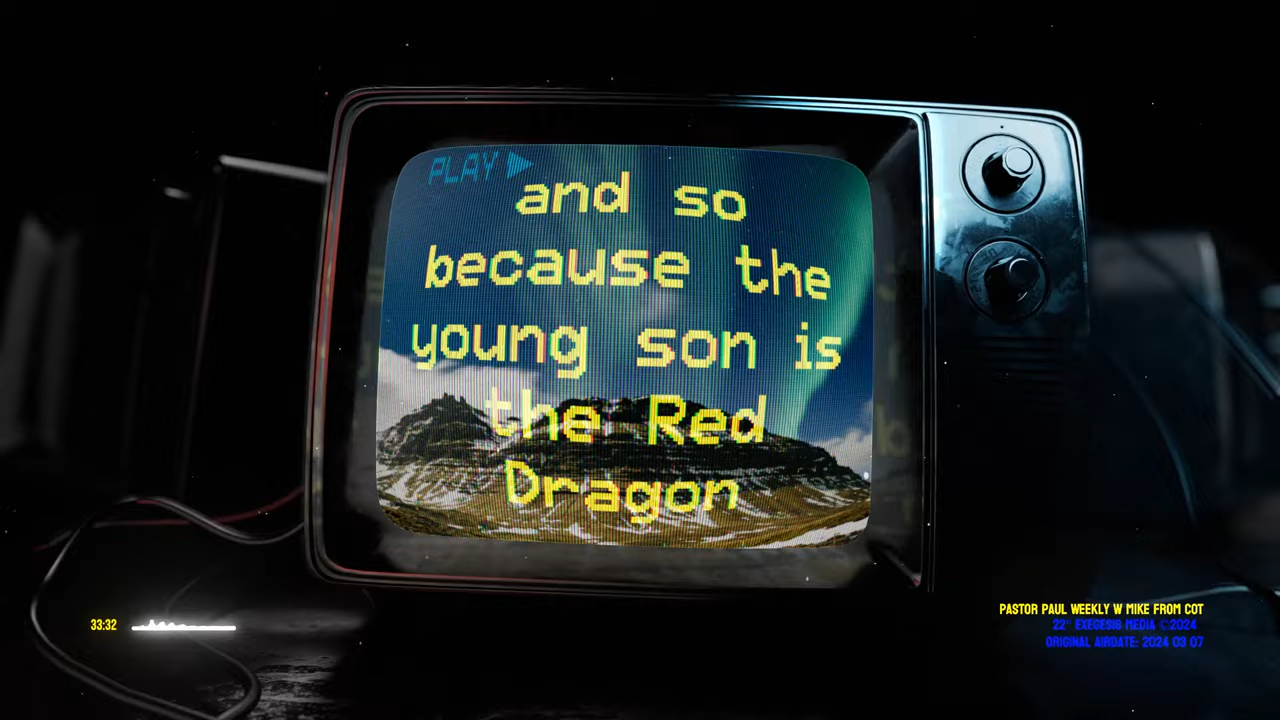 PLAY
and so
because the
young son is
the Red
Dragon
33:32
PASTOR PAUL WEEKLY W MIKE FROM COT
22" EXEGESIS MEDIA ©2024
ORIGINAL AIRDATE: 2024 03 07